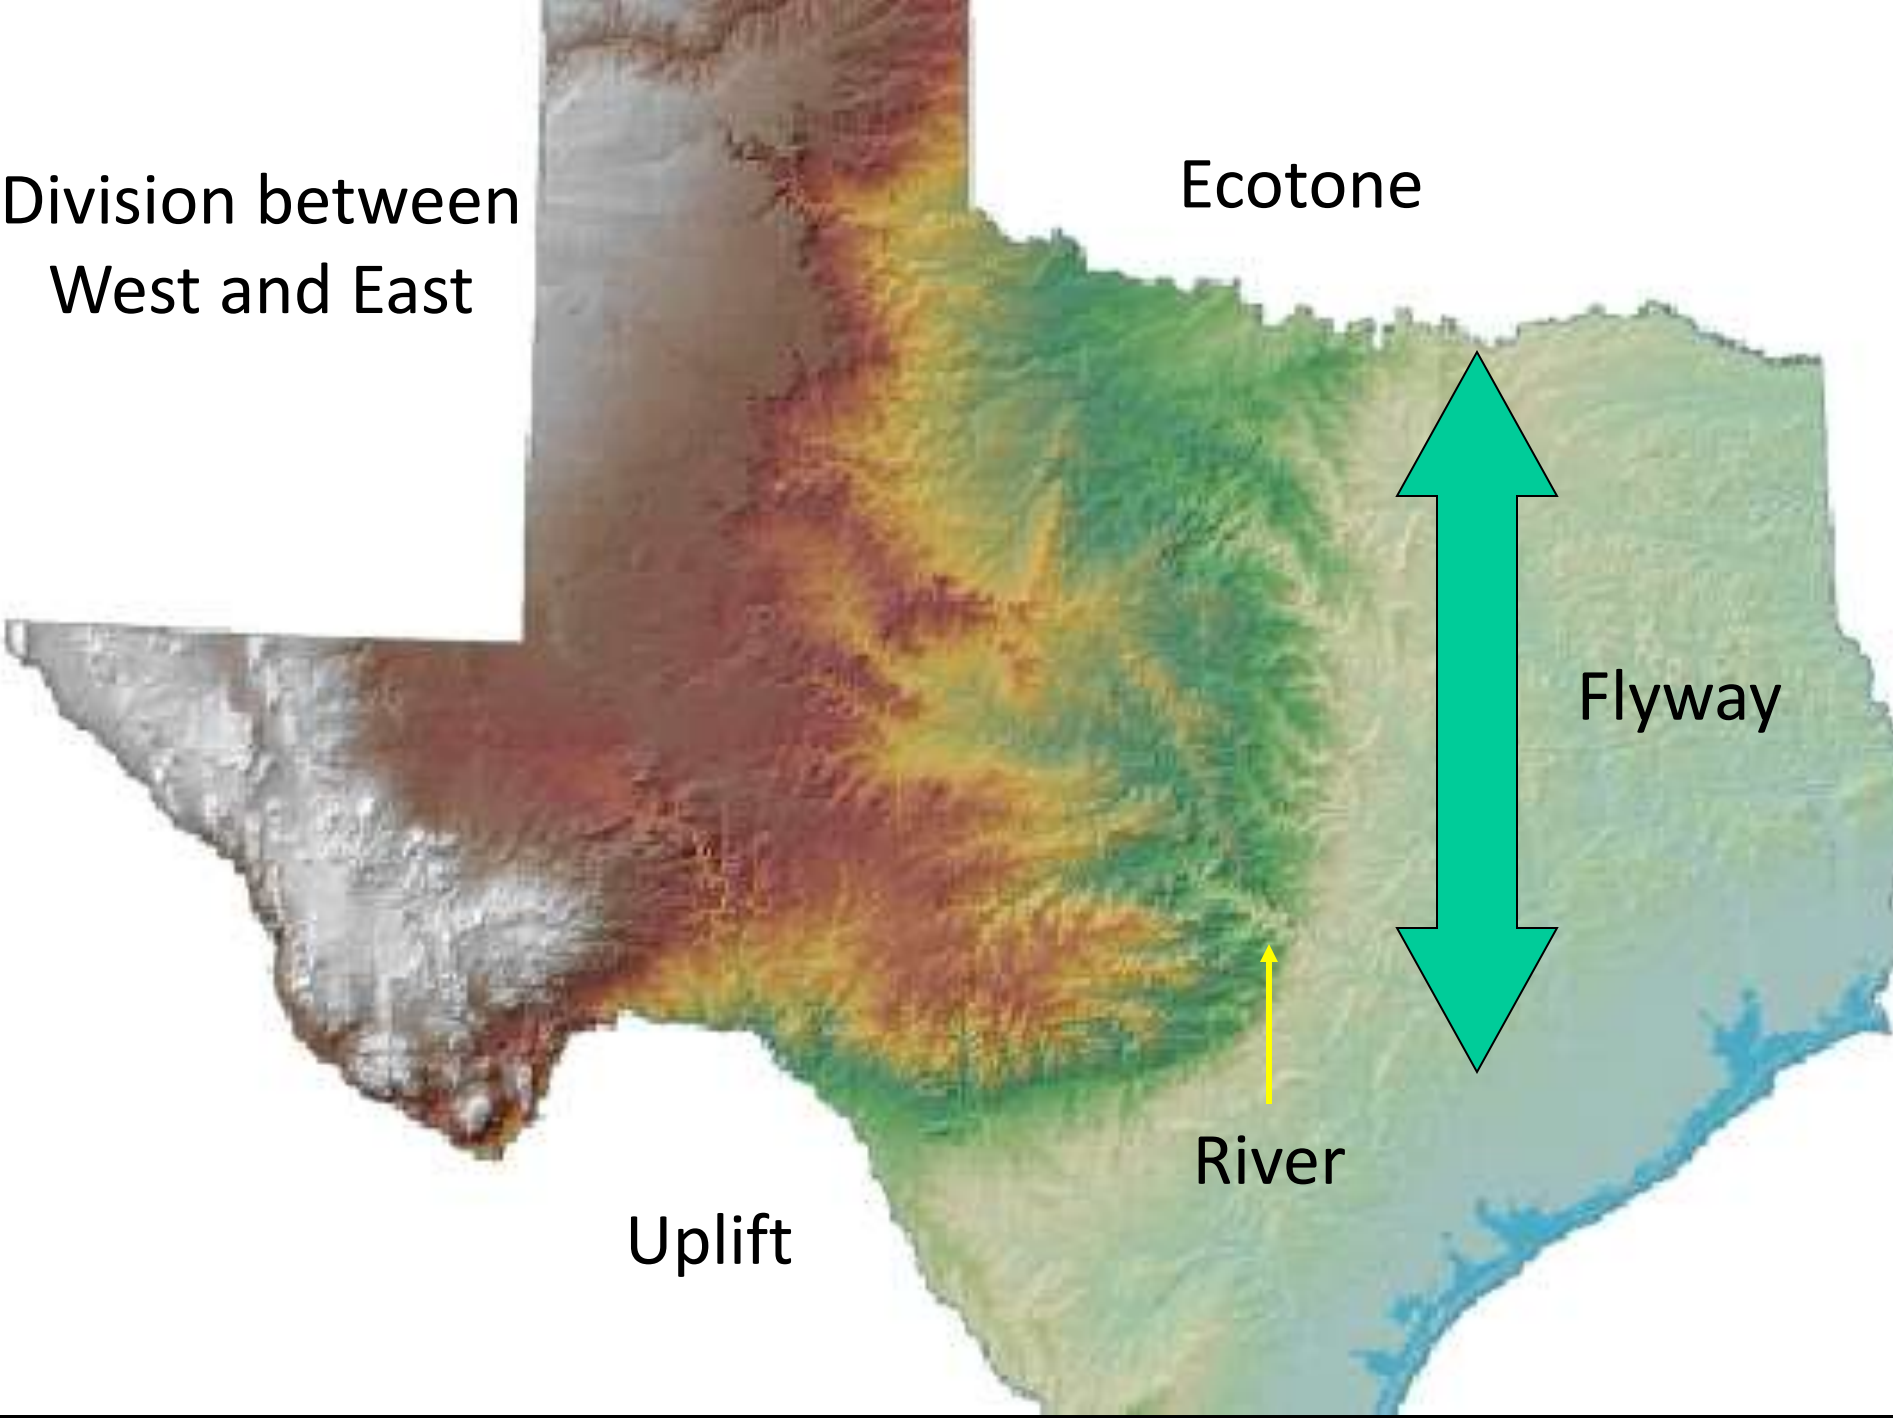 Division between
West and East
Ecotone
Flyway
River
Uplift